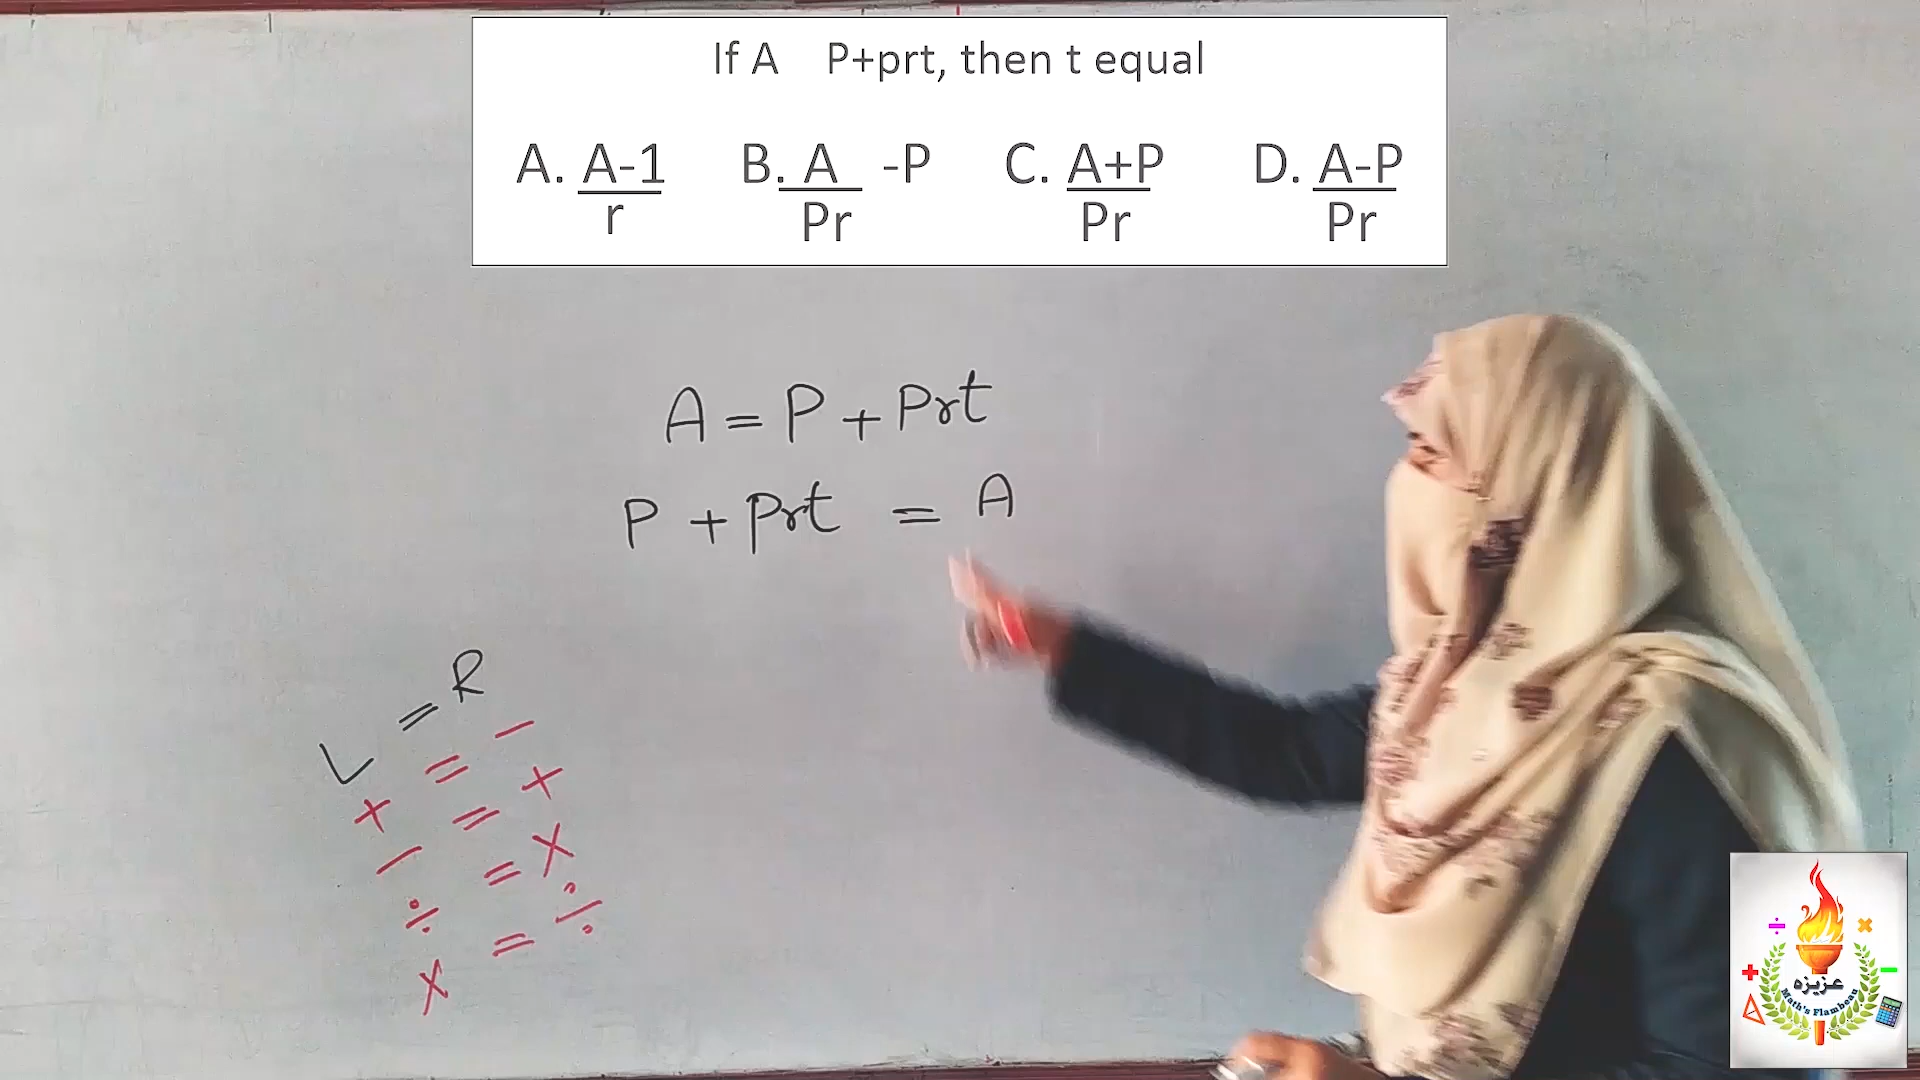 If A P+prt, then t equal
A. A-1 B. A -P C. A+P D. A-P
r Pr Pr Pr
A = P + Prt
P + Prt = A
L = R
+ = -
- = +
÷ = X
X = ÷
عزیزہ
Math's Flambeau